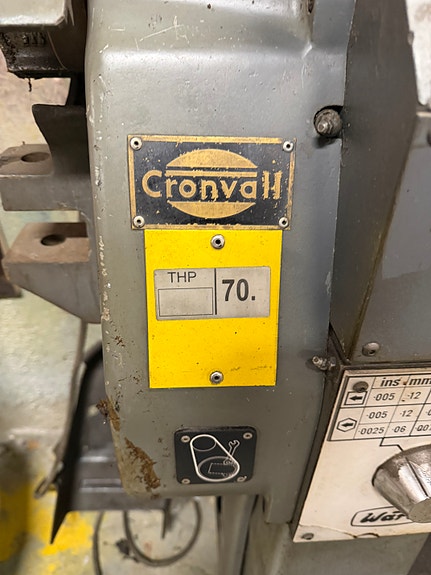 Cronvall
THP
70.
ins. mm
.005 .12
.005 .12
.0025 .06